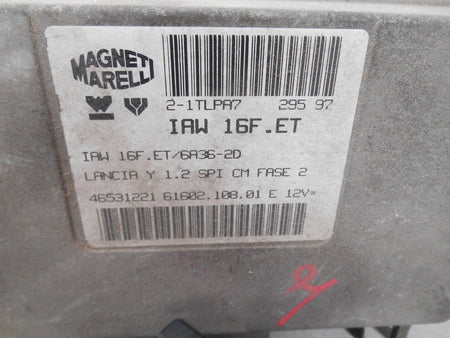 MAGNETI
MARELLI
2-1TLPA7 295 97
IAW 16F.ET
IAW 16F.ET/6A36-2D
LANCIA Y 1.2 SPI CM FASE 2
46531221 61602.108.01 E 12V=